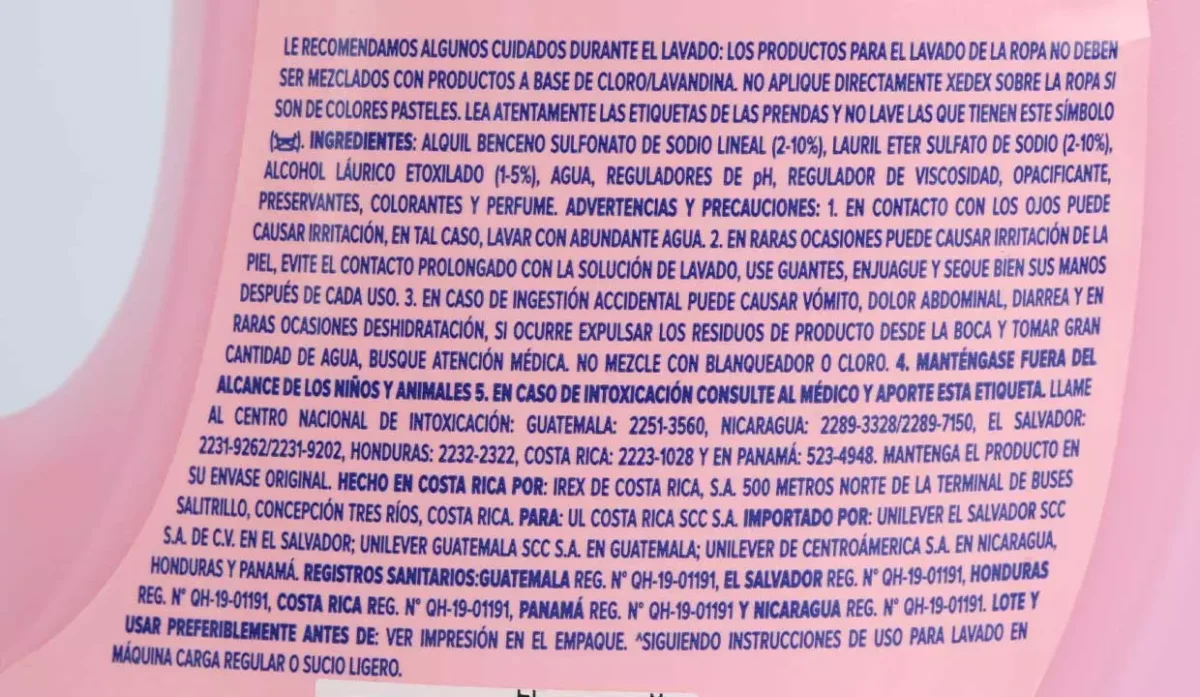 LE RECOMENDAMOS ALGUNOS CUIDADOS DURANTE EL LAVADO: LOS PRODUCTOS PARA EL LAVADO DE LA ROPA NO DEBEN
SER MEZCLADOS CON PRODUCTOS A BASE DE CLORO/LAVANDINA. NO APLIQUE DIRECTAMENTE XEDEX SOBRE LA ROPA SI
SON DE COLORES PASTELES. LEA ATENTAMENTE LAS ETIQUETAS DE LAS PRENDAS Y NO LAVE LAS QUE TIENEN ESTE SÍMBOLO
( ). INGREDIENTES: ALQUIL BENCENO SULFONATO DE SODIO LINEAL (2-10%), LAURIL ETER SULFATO DE SODIO (2-10%),
ALCOHOL LÁURICO ETOXILADO (1-5%), AGUA, REGULADORES DE pH, REGULADOR DE VISCOSIDAD, OPACIFICANTE,
PRESERVANTES, COLORANTES Y PERFUME. ADVERTENCIAS Y PRECAUCIONES: 1. EN CONTACTO CON LOS OJOS PUEDE
CAUSAR IRRITACIÓN, EN TAL CASO, LAVAR CON ABUNDANTE AGUA. 2. EN RARAS OCASIONES PUEDE CAUSAR IRRITACIÓN DE LA
PIEL, EVITE EL CONTACTO PROLONGADO CON LA SOLUCIÓN DE LAVADO, USE GUANTES, ENJUAGUE Y SEQUE BIEN SUS MANOS
DESPUÉS DE CADA USO. 3. EN CASO DE INGESTIÓN ACCIDENTAL PUEDE CAUSAR VÓMITO, DOLOR ABDOMINAL, DIARREA Y EN
RARAS OCASIONES DESHIDRATACIÓN, SI OCURRE EXPULSAR LOS RESIDUOS DE PRODUCTO DESDE LA BOCA Y TOMAR GRAN
CANTIDAD DE AGUA, BUSQUE ATENCIÓN MÉDICA. NO MEZCLE CON BLANQUEADOR O CLORO. 4. MANTÉNGASE FUERA DEL
ALCANCE DE LOS NIÑOS Y ANIMALES 5. EN CASO DE INTOXICACIÓN CONSULTE AL MÉDICO Y APORTE ESTA ETIQUETA. LLAME
AL CENTRO NACIONAL DE INTOXICACIÓN: GUATEMALA: 2251-3560, NICARAGUA: 2289-3328/2289-7150, EL SALVADOR:
2231-9262/2231-9202, HONDURAS: 2232-2322, COSTA RICA: 2223-1028 Y EN PANAMÁ: 523-4948. MANTENGA EL PRODUCTO EN
SU ENVASE ORIGINAL. HECHO EN COSTA RICA POR: IREX DE COSTA RICA, S.A. 500 METROS NORTE DE LA TERMINAL DE BUSES
SALITRILLO, CONCEPCIÓN TRES RÍOS, COSTA RICA. PARA: UL COSTA RICA SCC S.A. IMPORTADO POR: UNILEVER EL SALVADOR SCC
S.A. DE C.V. EN EL SALVADOR; UNILEVER GUATEMALA SCC S.A. EN GUATEMALA; UNILEVER DE CENTROÁMERICA S.A. EN NICARAGUA,
HONDURAS Y PANAMÁ. REGISTROS SANITARIOS:GUATEMALA REG. N° QH-19-01191, EL SALVADOR REG. N° QH-19-01191, HONDURAS
REG. N° QH-19-01191, COSTA RICA REG. N° QH-19-01191, PANAMÁ REG. N° QH-19-01191 Y NICARAGUA REG. N° QH-19-01191. LOTE Y
USAR PREFERIBLEMENTE ANTES DE: VER IMPRESIÓN EN EL EMPAQUE. ^SIGUIENDO INSTRUCCIONES DE USO PARA LAVADO EN
MÁQUINA CARGA REGULAR O SUCIO LIGERO.